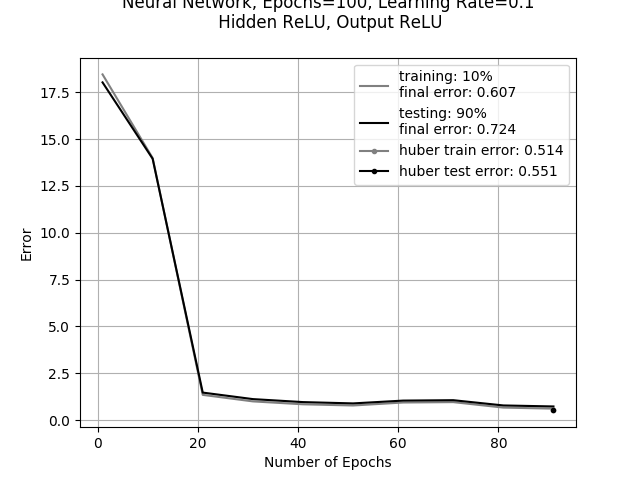 Neural Network, Epochs=100, Learning Rate=0.1
Hidden ReLU, Output ReLU
training: 10%
final error: 0.607
testing: 90%
final error: 0.724
huber train error: 0.514
huber test error: 0.551
17.5
15.0
12.5
10.0
7.5
5.0
2.5
0.0
Error
0 20 40 60 80
Number of Epochs